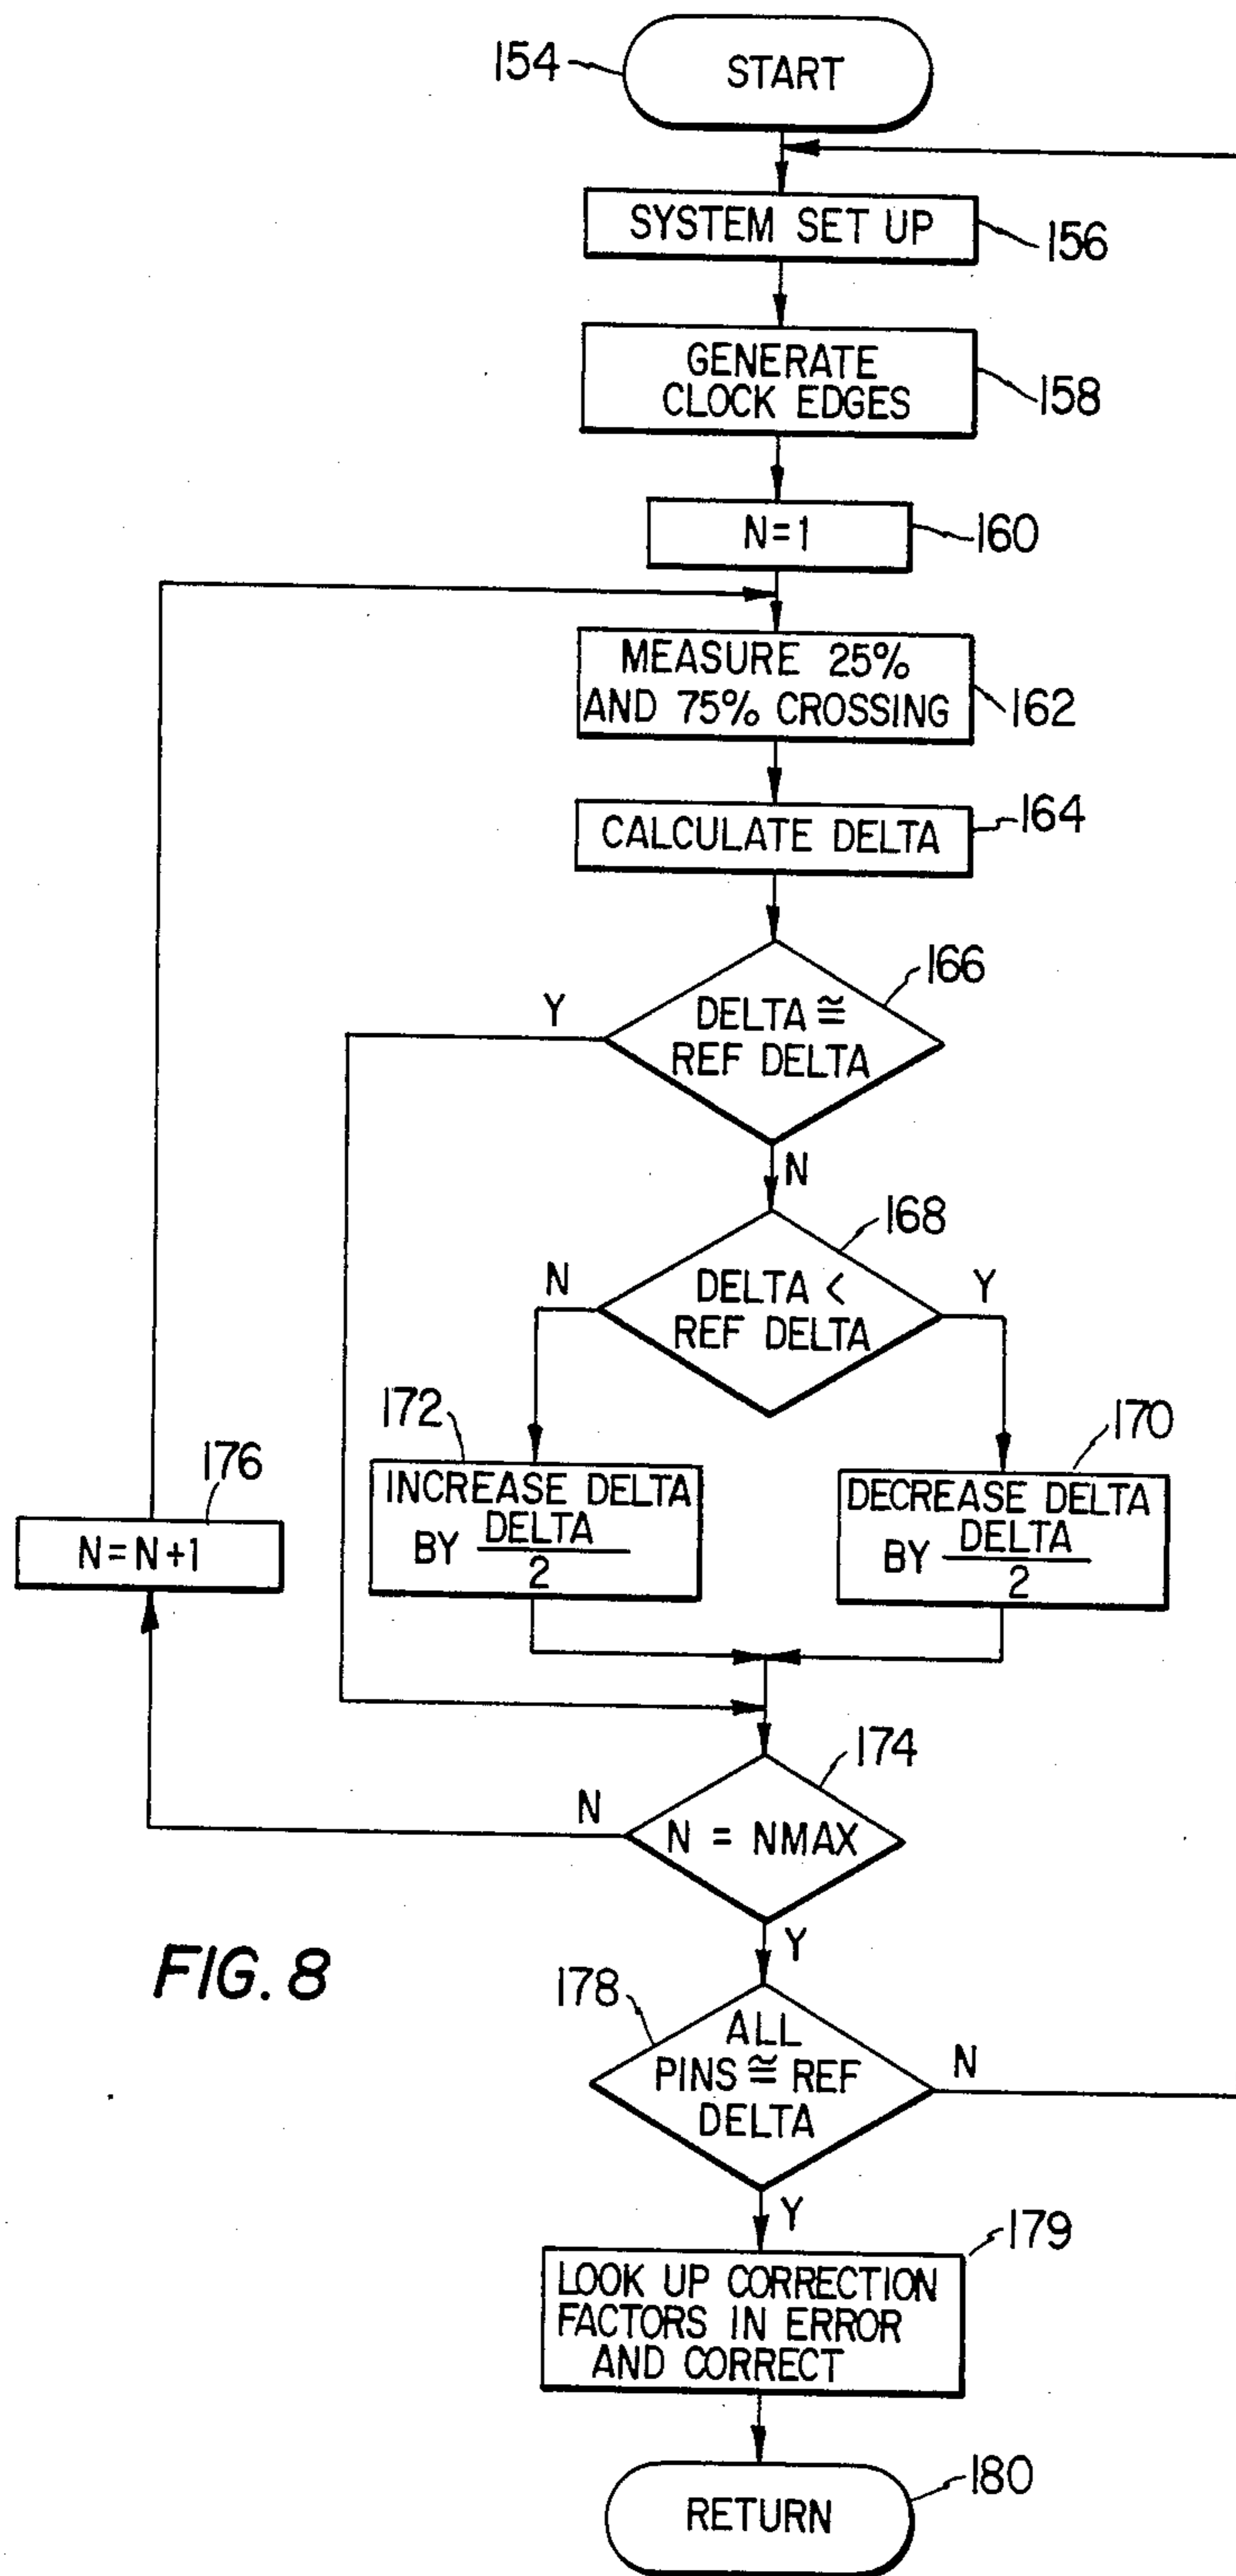 154
START
SYSTEM SET UP
156
GENERATE
CLOCK EDGES
158
N=1
160
MEASURE 25%
AND 75% CROSSING
162
CALCULATE DELTA
164
166
Y
DELTA ≅
REF DELTA
N
168
N
DELTA <
REF DELTA
Y
172
INCREASE DELTA
BY DELTA/2
170
DECREASE DELTA
BY DELTA/2
176
N=N+1
174
N
N = NMAX
Y
FIG. 8
178
ALL
PINS ≅ REF
DELTA
N
Y
179
LOOK UP CORRECTION
FACTORS IN ERROR
AND CORRECT
180
RETURN